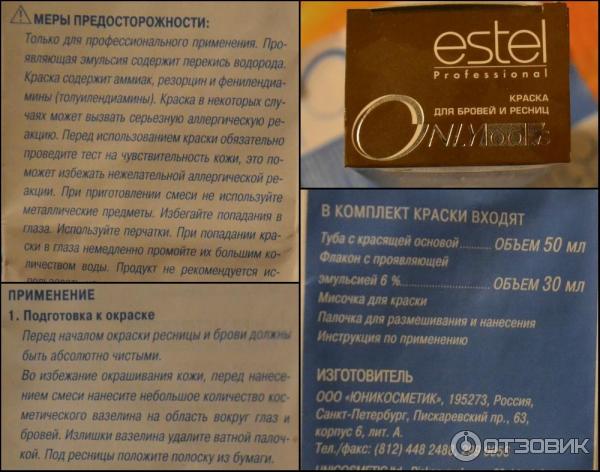 МЕРЫ ПРЕДОСТОРОЖНОСТИ:
Только для профессионального применения. Про-
являющая эмульсия содержит перекись водорода.
Краска содержит аммиак, резорцин и фенилендиа-
мины (толуилендиамины). Краска в некоторых слу-
чаях может вызвать серьезную аллергическую ре-
акцию. Перед использованием краски обязательно
проведите тест на чувствительность кожи, это по-
может избежать нежелательной аллергической ре-
акции. При приготовлении смеси не используйте
металлические предметы. Избегайте попадания в
глаза. Используйте перчатки. При попадании кра-
ски в глаза немедленно промойте их большим ко-
личеством воды. Продукт не рекомендуется ис-
ПРИМЕНЕНИЕ
1. Подготовка к окраске
Перед началом окраски ресницы и брови должны
быть абсолютно чистыми.
Во избежание окрашивания кожи, перед нанесе-
нием смеси нанесите небольшое количество кос-
метического вазелина на область вокруг глаз и
бровей. Излишки вазелина удалите ватной палоч-
кой. Под ресницы положите полоску из бумаги.
estel
Professional
КРАСКА
ДЛЯ БРОВЕЙ И РЕСНИЦ
ONLY looks
В КОМПЛЕКТ КРАСКИ ВХОДЯТ
Туба с красящей основой ОБЪЕМ 50 МЛ
Флакон с проявляющей
эмульсией 6 % ОБЪЕМ 30 МЛ
Мисочка для краски
Палочка для размешивания и нанесения
Инструкция по применению
ИЗГОТОВИТЕЛЬ
ООО «ЮНИКОСМЕТИК», 195273, Россия,
Санкт-Петербург, Пискаревский пр., 63,
корпус 6, лит. А.
Тел./факс: (812) 448 248
ОТЗОВИК